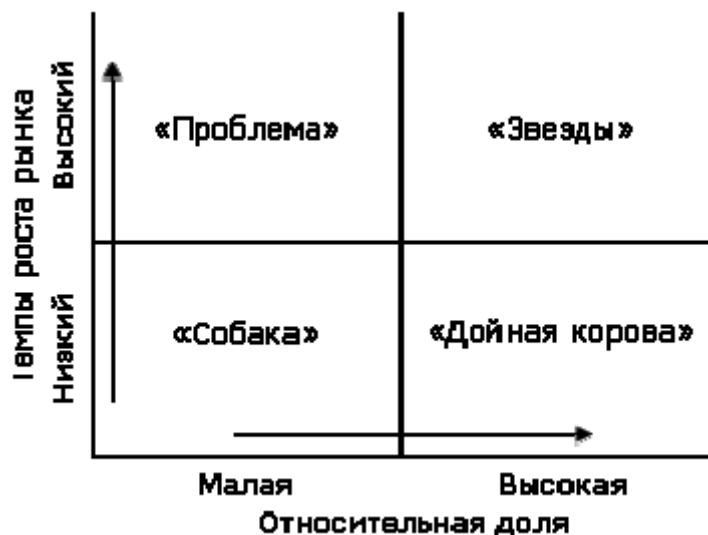 Темпы роста рынка
Высокий
Низкий
«Проблема»
«Звезды»
«Собака»
«Дойная корова»
Малая
Высокая
Относительная доля